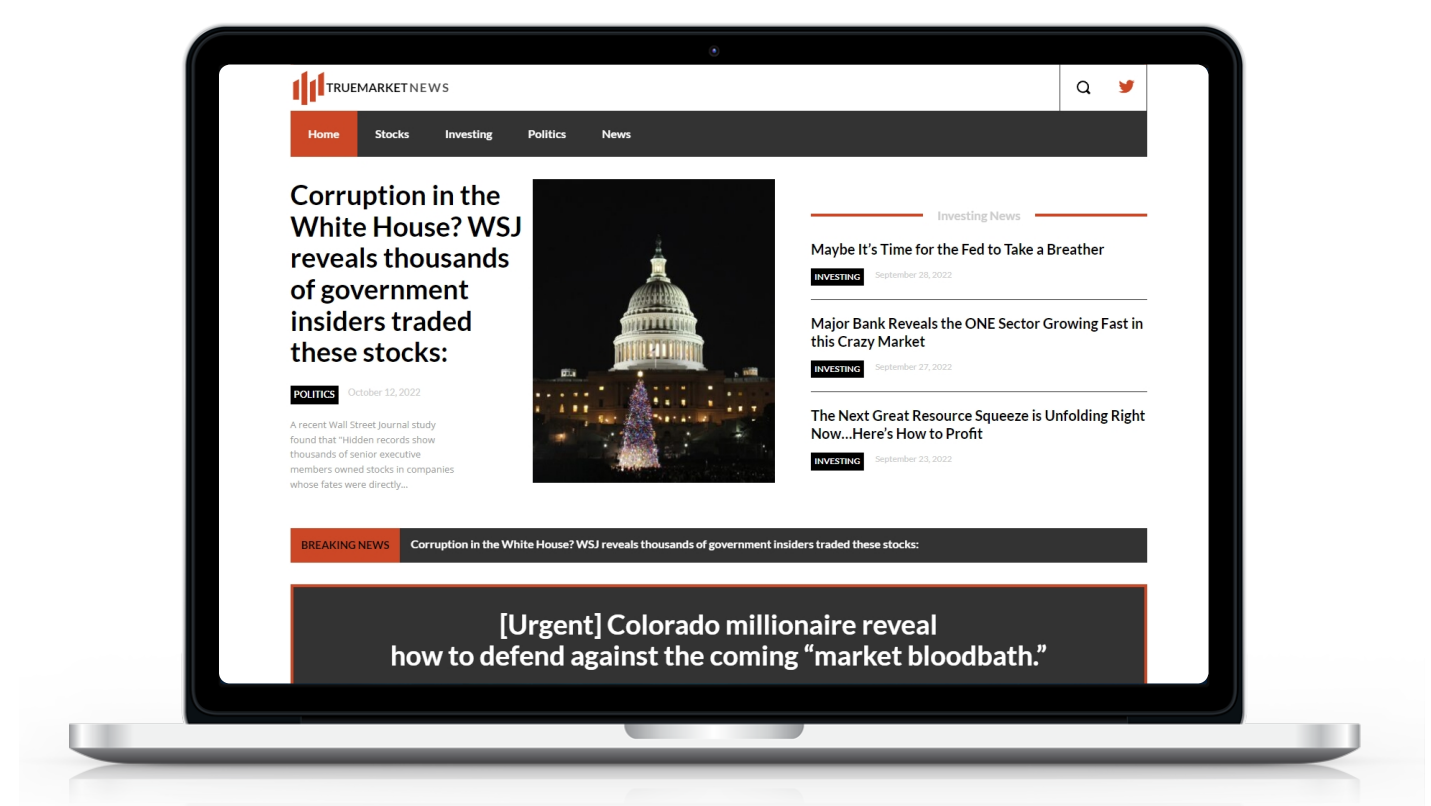 TRUEMARKET NEWS
Home Stocks Investing Politics News
Corruption in the
White House? WSJ
reveals thousands
of government
insiders traded
these stocks:
POLITICS October 12, 2022
A recent Wall Street Journal study
found that "Hidden records show
thousands of senior executive
members owned stocks in companies
whose fates were directly...
Investing News
Maybe It's Time for the Fed to Take a Breather
INVESTING September 28, 2022
Major Bank Reveals the ONE Sector Growing Fast in
this Crazy Market
INVESTING September 27, 2022
The Next Great Resource Squeeze is Unfolding Right
Now...Here's How to Profit
INVESTING September 23, 2022
BREAKING NEWS Corruption in the White House? WSJ reveals thousands of government insiders traded these stocks:
[Urgent] Colorado millionaire reveal
how to defend against the coming “market bloodbath.”